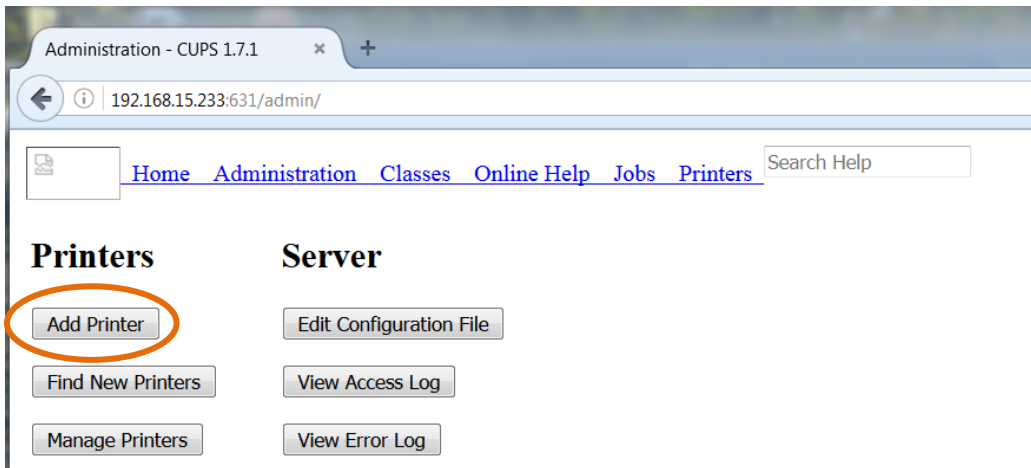 Administration - CUPS 1.7.1
192.168.15.233:631/admin/
Home Administration Classes Online Help Jobs Printers Search Help
Printers Server
Add Printer Edit Configuration File
Find New Printers View Access Log
Manage Printers View Error Log